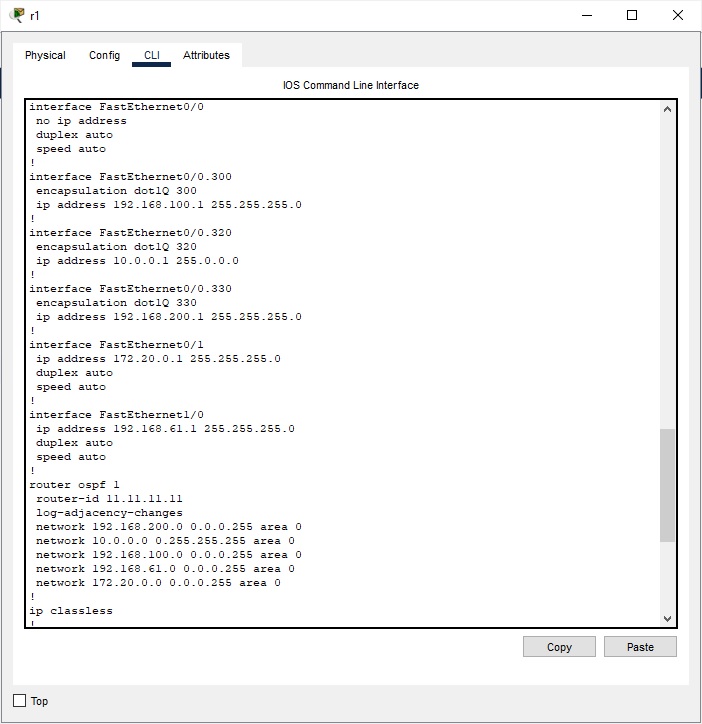 r1
Physical Config CLI Attributes
IOS Command Line Interface
interface FastEthernet0/0
no ip address
duplex auto
speed auto
!
interface FastEthernet0/0.300
encapsulation dot1Q 300
ip address 192.168.100.1 255.255.255.0
!
interface FastEthernet0/0.320
encapsulation dot1Q 320
ip address 10.0.0.1 255.0.0.0
!
interface FastEthernet0/0.330
encapsulation dot1Q 330
ip address 192.168.200.1 255.255.255.0
!
interface FastEthernet0/1
ip address 172.20.0.1 255.255.255.0
duplex auto
speed auto
!
interface FastEthernet1/0
ip address 192.168.61.1 255.255.255.0
duplex auto
speed auto
!
router ospf 1
router-id 11.11.11.11
log-adjacency-changes
network 192.168.200.0 0.0.0.255 area 0
network 10.0.0.0 0.255.255.255 area 0
network 192.168.100.0 0.0.0.255 area 0
network 192.168.61.0 0.0.0.255 area 0
network 172.20.0.0 0.0.0.255 area 0
!
ip classless
!
Copy Paste
Top